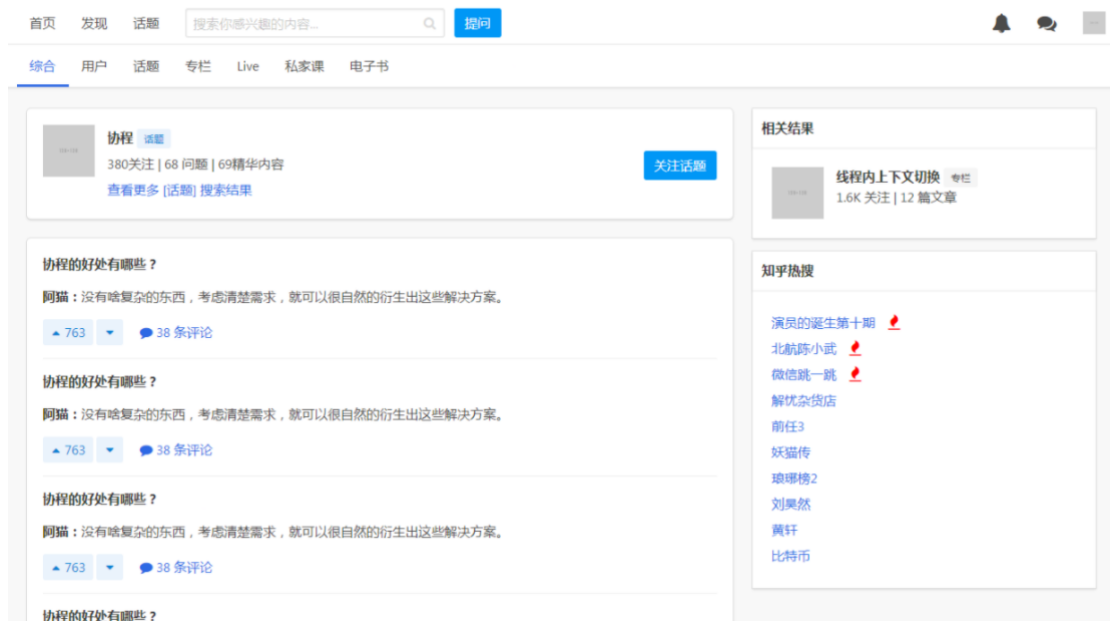 首页 发现 话题 搜索你感兴趣的内容... 提问
综合 用户 话题 专栏 Live 私家课 电子书
协程 话题
380关注 | 68 问题 | 69精华内容
查看更多 [话题] 搜索结果
关注话题
协程的好处有哪些？
阿猫：没有啥复杂的东西，考虑清楚需求，就可以很自然的衍生出这些解决方案。
763 38 条评论
协程的好处有哪些？
阿猫：没有啥复杂的东西，考虑清楚需求，就可以很自然的衍生出这些解决方案。
763 38 条评论
协程的好处有哪些？
阿猫：没有啥复杂的东西，考虑清楚需求，就可以很自然的衍生出这些解决方案。
763 38 条评论
协程的好处有哪些？
相关结果
线程内上下文切换 专栏
1.6K 关注 | 12 篇文章
知乎热搜
演员的诞生第十期
北航陈小武
微信跳一跳
解忧杂货店
前任3
妖猫传
琅琊榜2
刘昊然
黄轩
比特币